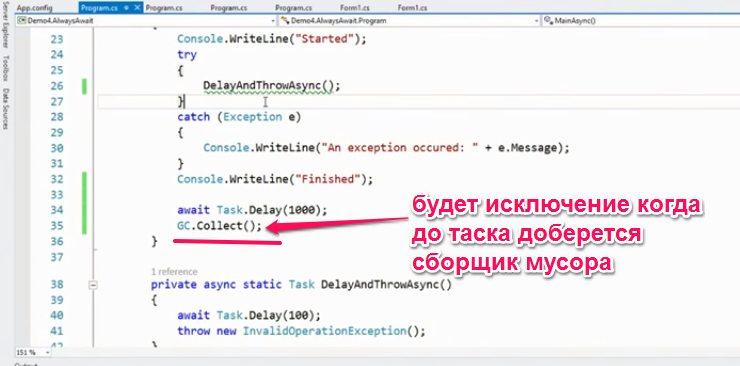 Server Explorer
Toolbox
Data Sources
App.config
Program.cs
Program.cs
Program.cs
Program.cs
Form1.cs
Form1.cs
Demo4.AlwaysAwait
Demo4.AlwaysAwait.Program
MainAsync()
23 Console.WriteLine("Started");
24 try
25 {
26 DelayAndThrowAsync();
27 }
28 catch (Exception e)
29 {
30 Console.WriteLine("An exception occured: " + e.Message);
31 }
32 Console.WriteLine("Finished");
33
34 await Task.Delay(1000);
35 GC.Collect();
36 }
37
будет исключение когда
до таска доберется
сборщик мусора
1 reference
38 private async static Task DelayAndThrowAsync()
39 {
40 await Task.Delay(100);
41 throw new InvalidOperationException();
42 }
151 %
Output